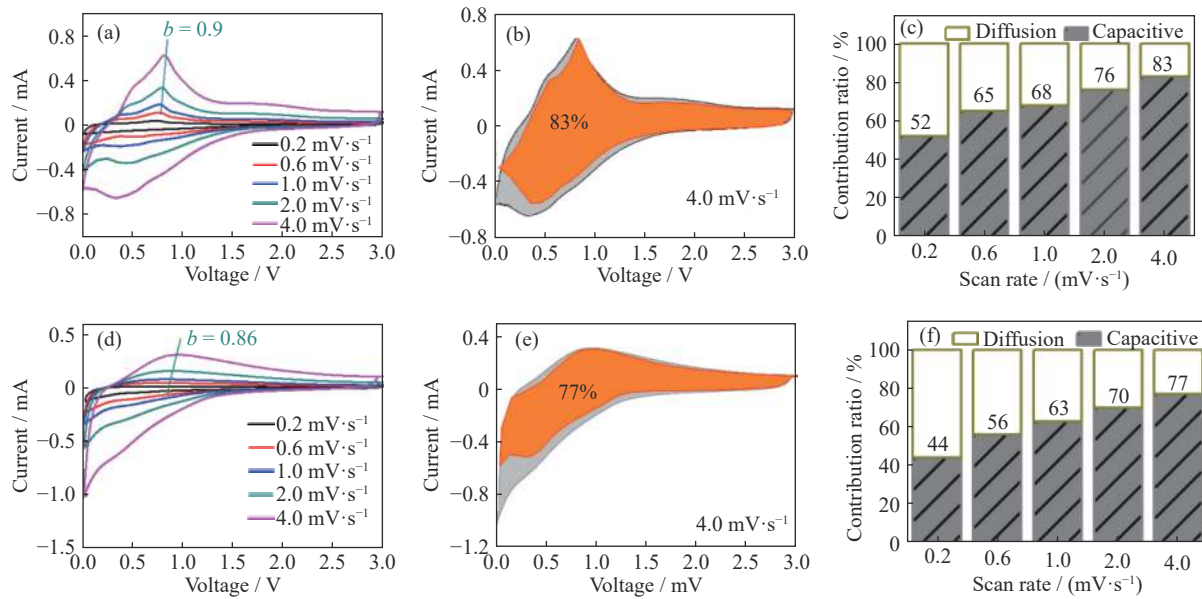 (a)
b = 0.9
Current / mA
0.8
0.4
0
−0.4
−0.8
0.2 mV·s⁻¹
0.6 mV·s⁻¹
1.0 mV·s⁻¹
2.0 mV·s⁻¹
4.0 mV·s⁻¹
0.0 0.5 1.0 1.5 2.0 2.5 3.0
Voltage / V
(b)
Current / mA
0.8
0.4
0
−0.4
−0.8
83%
4.0 mV·s⁻¹
0.0 0.5 1.0 1.5 2.0 2.5 3.0
Voltage / V
(c)
Diffusion Capacitive
Contribution ratio / %
100
80
60
40
20
0
52 65 68 76 83
0.2 0.6 1.0 2.0 4.0
Scan rate / (mV·s⁻¹)
(d)
b = 0.86
Current / mA
0.5
0
−0.5
−1.0
−1.5
0.2 mV·s⁻¹
0.6 mV·s⁻¹
1.0 mV·s⁻¹
2.0 mV·s⁻¹
4.0 mV·s⁻¹
0.0 0.5 1.0 1.5 2.0 2.5 3.0
Voltage / V
(e)
Current / mA
0.4
0
−0.4
−0.8
−1.2
77%
4.0 mV·s⁻¹
0.0 0.5 1.0 1.5 2.0 2.5 3.0
Voltage / mV
(f)
Diffusion Capacitive
Contribution ratio / %
100
80
60
40
20
0
44 56 63 70 77
0.2 0.6 1.0 2.0 4.0
Scan rate / (mV·s⁻¹)